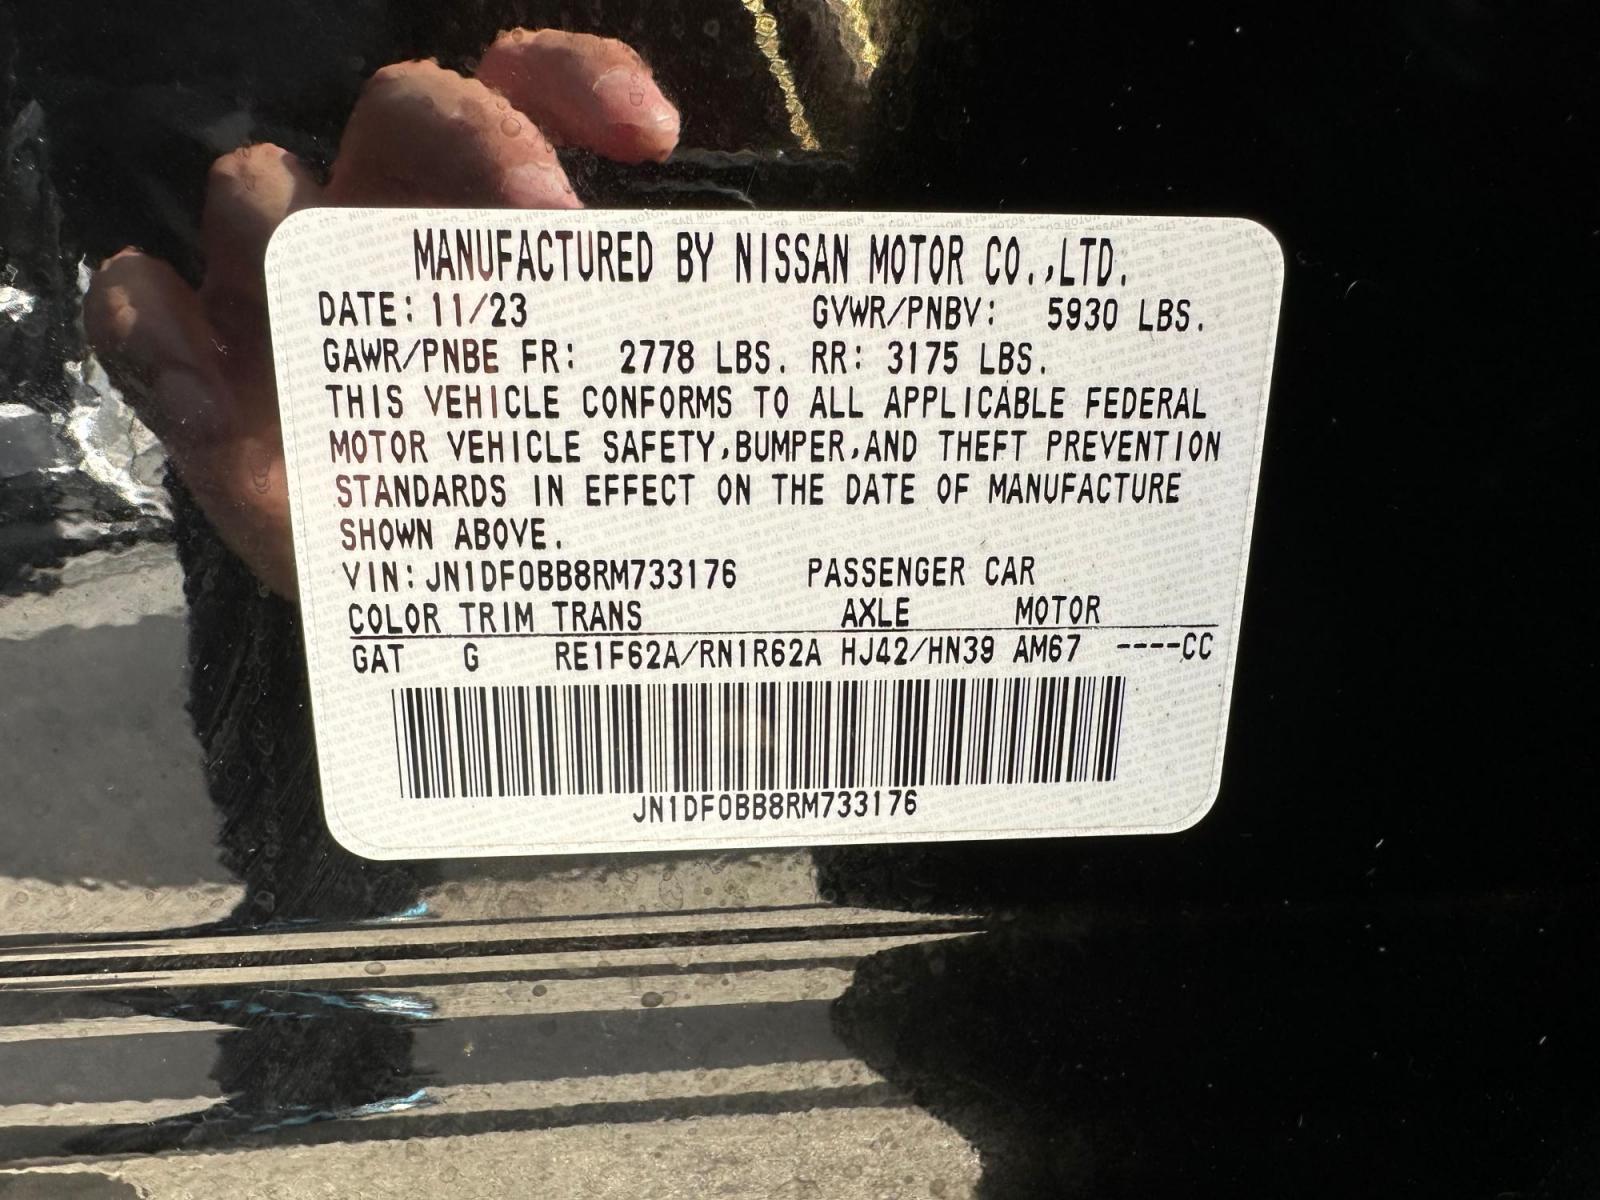 MANUFACTURED BY NISSAN MOTOR CO.,LTD.
DATE: 11/23 GVWR/PNBV: 5930 LBS.
GAWR/PNBE FR: 2778 LBS. RR: 3175 LBS.
THIS VEHICLE CONFORMS TO ALL APPLICABLE FEDERAL
MOTOR VEHICLE SAFETY,BUMPER,AND THEFT PREVENTION
STANDARDS IN EFFECT ON THE DATE OF MANUFACTURE
SHOWN ABOVE.
VIN: JN1DF0BB8RM733176 PASSENGER CAR
COLOR TRIM TRANS AXLE MOTOR
GAT G RE1F62A/RN1R62A HJ42/HN39 AM67 ----CC
JN1DF0BB8RM733176